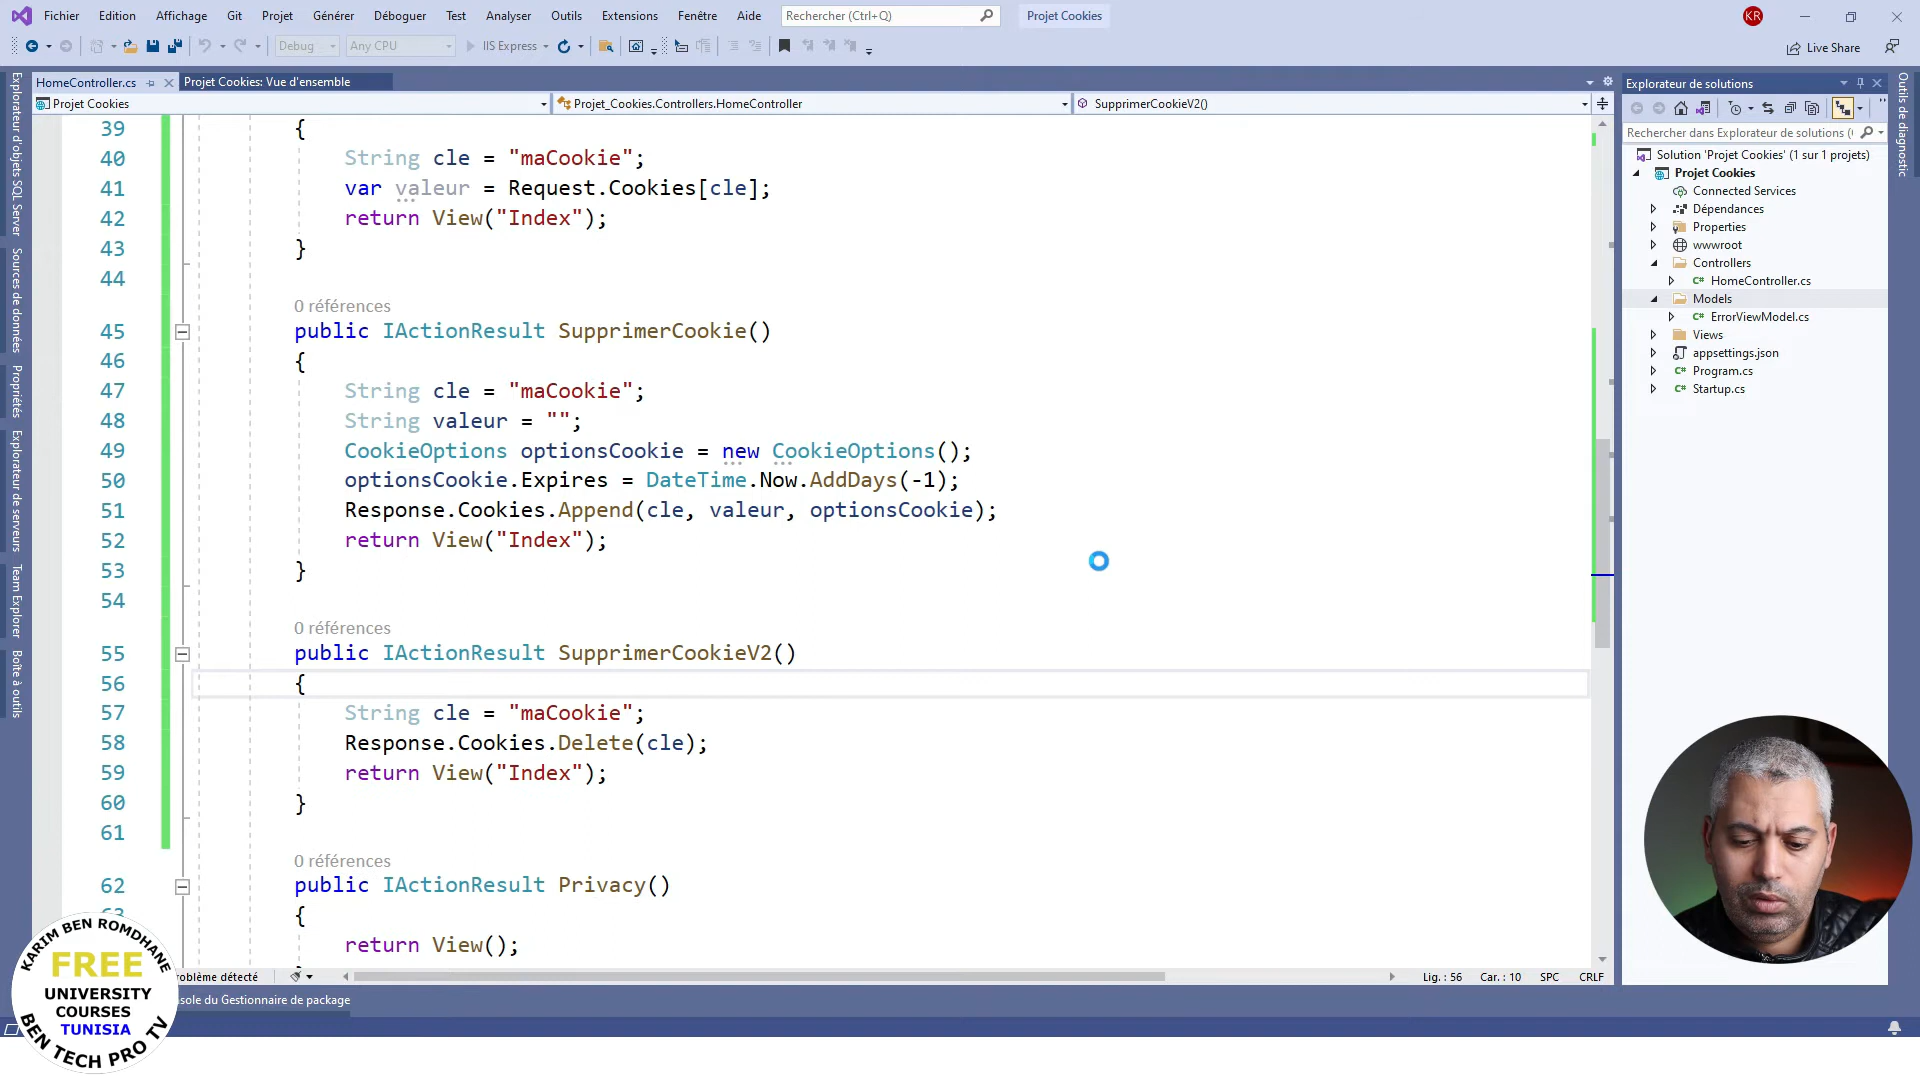 Fichier Edition Affichage Git Projet Générer Déboguer Test Analyser Outils Extensions Fenêtre Aide Rechercher (Ctrl+Q) Projet Cookies KR
Debug Any CPU IIS Express Live Share
HomeController.cs Projet Cookies: Vue d'ensemble
Projet Cookies Projet_Cookies.Controllers.HomeController SupprimerCookieV2()
39 {
40 String cle = "maCookie";
41 var valeur = Request.Cookies[cle];
42 return View("Index");
43 }
44
0 références
45 public IActionResult SupprimerCookie()
46 {
47 String cle = "maCookie";
48 String valeur = "";
49 CookieOptions optionsCookie = new CookieOptions();
50 optionsCookie.Expires = DateTime.Now.AddDays(-1);
51 Response.Cookies.Append(cle, valeur, optionsCookie);
52 return View("Index");
53 }
54
0 références
55 public IActionResult SupprimerCookieV2()
56 {
57 String cle = "maCookie";
58 Response.Cookies.Delete(cle);
59 return View("Index");
60 }
61
0 références
62 public IActionResult Privacy()
63 {
return View();
Lig. : 56 Car. : 10 SPC CRLF
Explorateur d'objets SQL Server
Sources de données
Propriétés
Explorateur de serveurs
Team Explorer
Boîte à outils
Explorateur de solutions
Rechercher dans Explorateur de solutions (
Solution 'Projet Cookies' (1 sur 1 projets)
Projet Cookies
Connected Services
Dépendances
Properties
wwwroot
Controllers
HomeController.cs
Models
ErrorViewModel.cs
Views
appsettings.json
Program.cs
Startup.cs
Outils de diagnostic
roblème détecté
sole du Gestionnaire de package
KARIM BEN ROMDHANE
FREE
UNIVERSITY
COURSES
TUNISIA
BEN TECH PRO TV